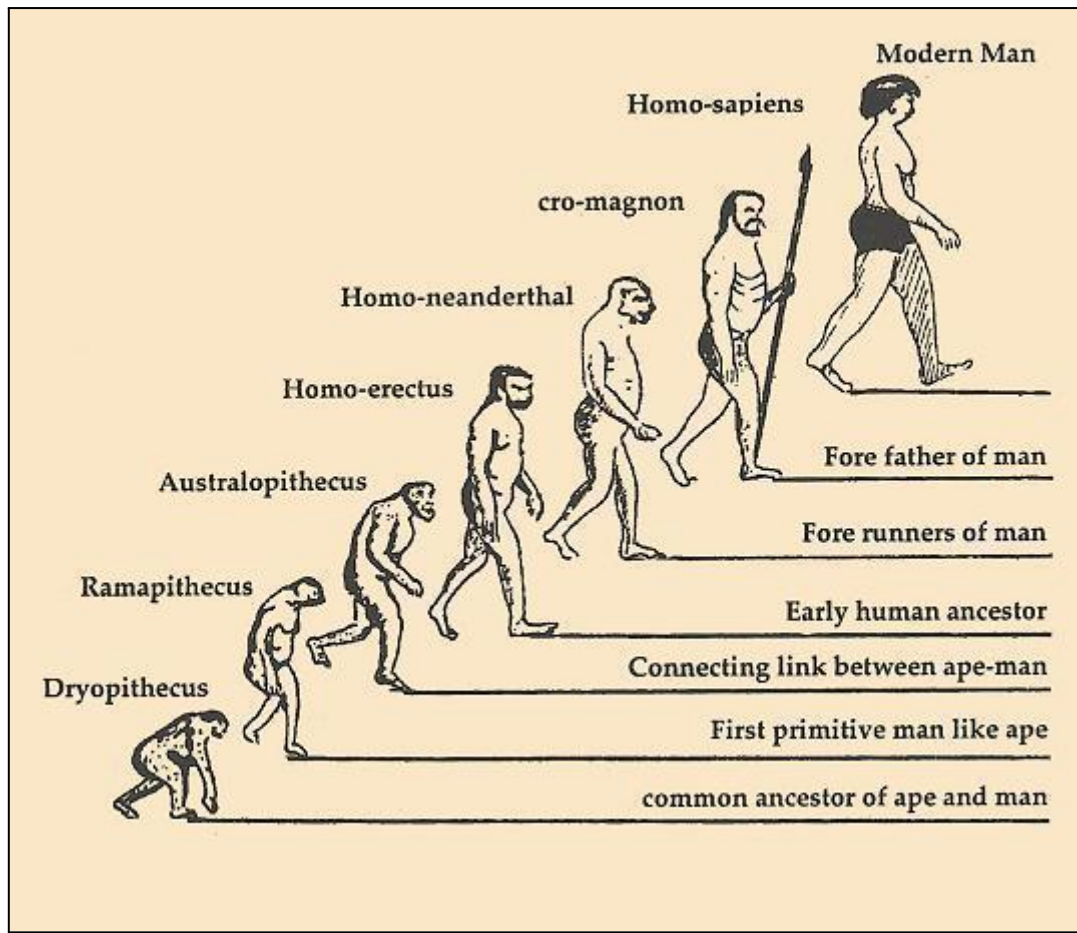 Modern Man
Homo-sapiens
cro-magnon
Homo-neanderthal
Homo-erectus
Fore father of man
Australopithecus
Fore runners of man
Ramapithecus
Early human ancestor
Connecting link between ape-man
Dryopithecus
First primitive man like ape
common ancestor of ape and man